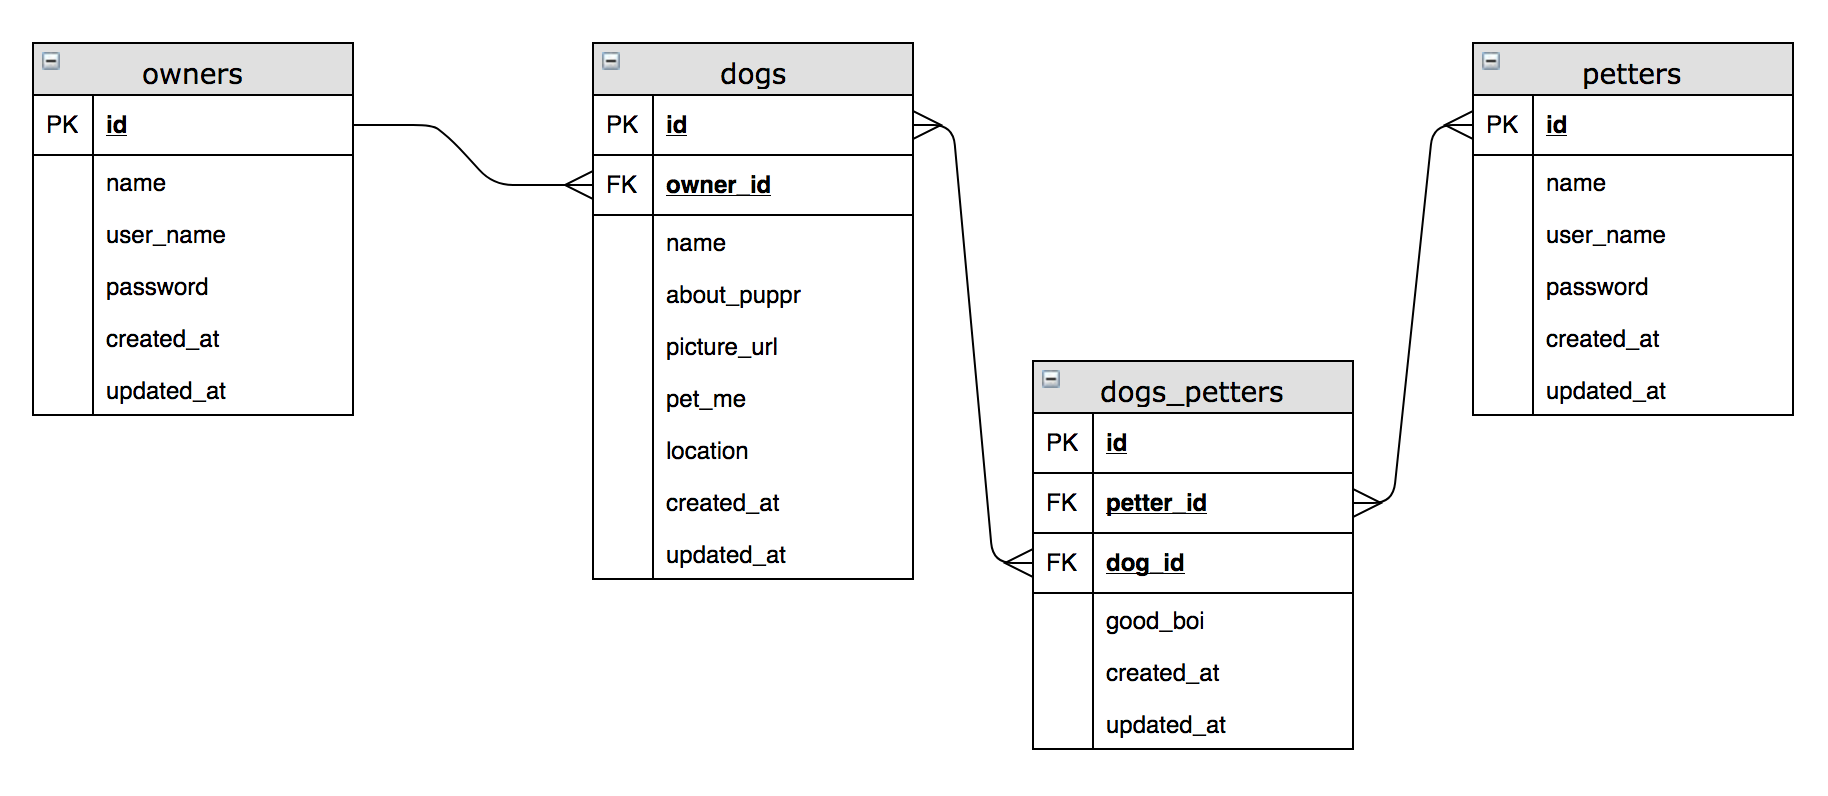 owners
PK id
name
user_name
password
created_at
updated_at
dogs
PK id
FK owner_id
name
about_puppr
picture_url
pet_me
location
created_at
updated_at
dogs_petters
PK id
FK petter_id
FK dog_id
good_boi
created_at
updated_at
petters
PK id
name
user_name
password
created_at
updated_at